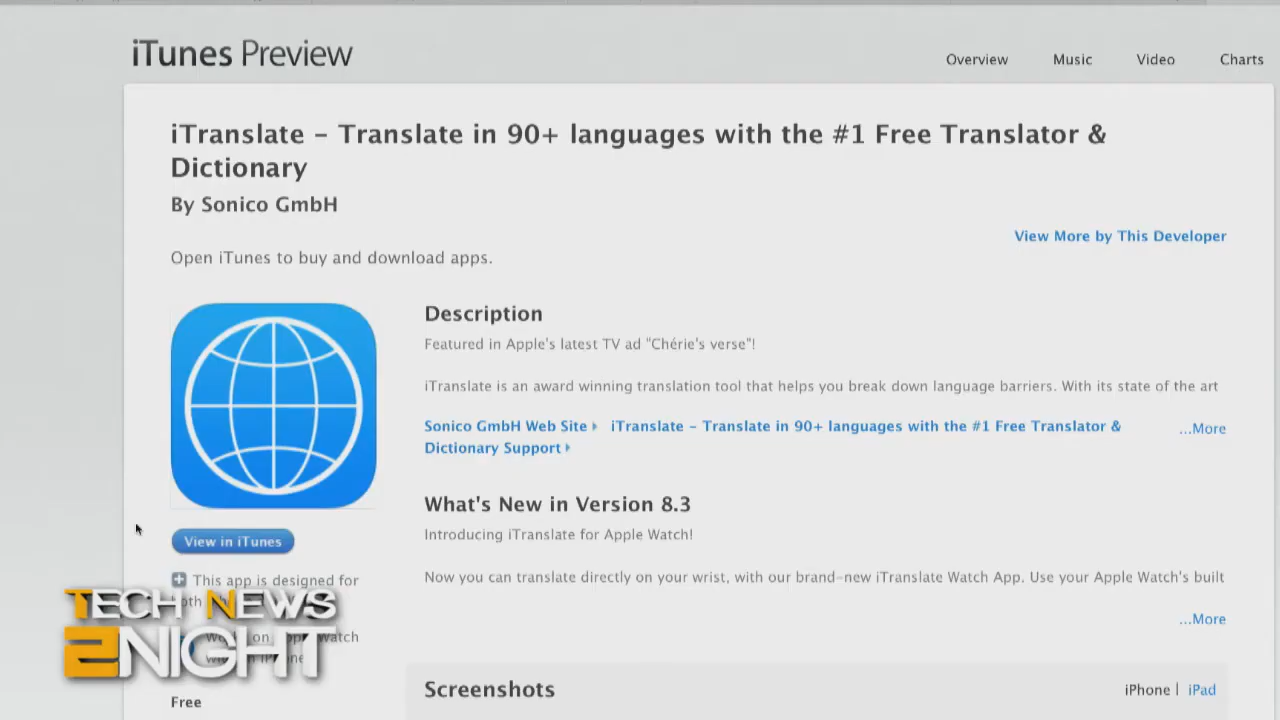 iTunes Preview
Overview Music Video Charts
iTranslate – Translate in 90+ languages with the #1 Free Translator &
Dictionary
By Sonico GmbH
View More by This Developer
Open iTunes to buy and download apps.
Description
Featured in Apple's latest TV ad "Chérie's verse"!
iTranslate is an award winning translation tool that helps you break down language barriers. With its state of the art
Sonico GmbH Web Site iTranslate – Translate in 90+ languages with the #1 Free Translator & ...More
Dictionary Support
What's New in Version 8.3
Introducing iTranslate for Apple Watch!
View in iTunes
Now you can translate directly on your wrist, with our brand-new iTranslate Watch App. Use your Apple Watch's built
...More
This app is designed for
TECH NEWS
2NIGHT
Free
Screenshots
iPhone | iPad